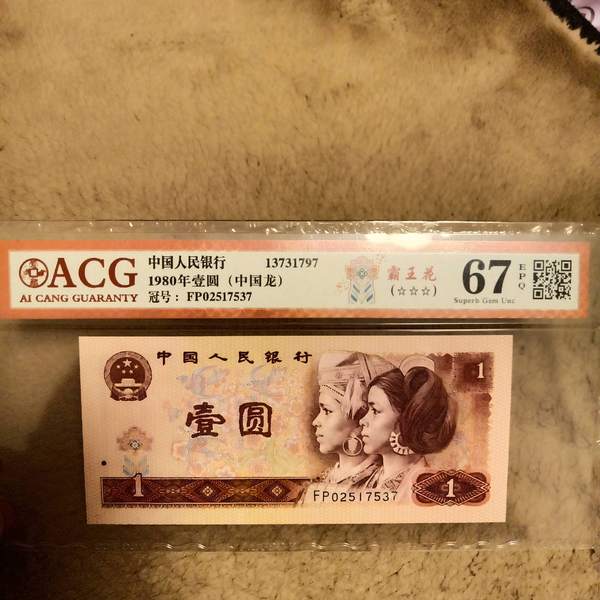 ACG
AI CANG GUARANTY
中国人民银行 13731797
1980年壹圆（中国龙）
冠号：FP02517537
霸王花
(☆☆☆)
67 EPQ
Superb Gem Unc
中国人民银行
1
壹圆
FP02517537
1
1